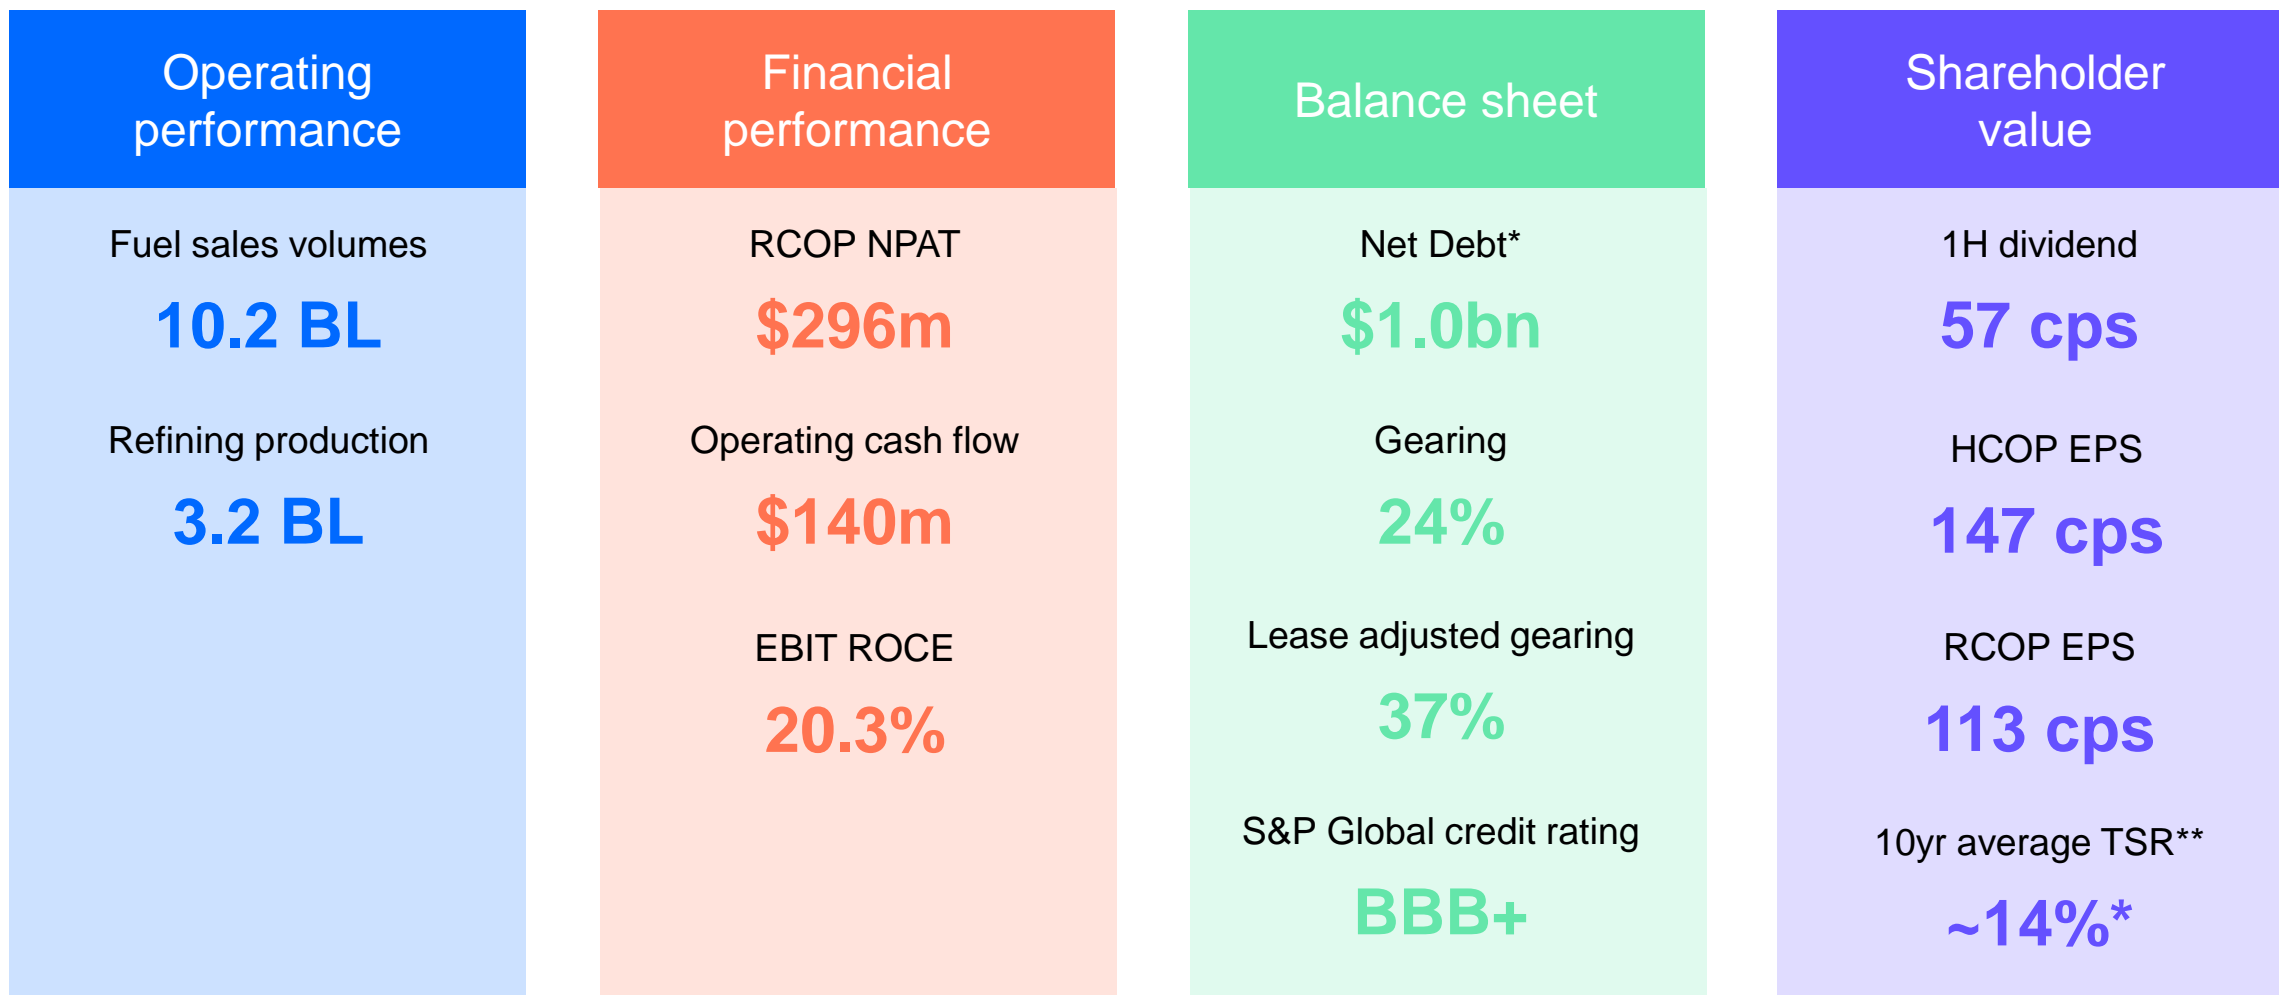 Operating
performance
Fuel sales volumes
10.2 BL
Refining production
3.2 BL
Financial
performance
RCOP NPAT
$296m
Operating cash flow
$140m
EBIT ROCE
20.3%
Balance sheet
Net Debt*
$1.0bn
Gearing
24%
Lease adjusted gearing
37%
S&P Global credit rating
BBB+
Shareholder
value
1H dividend
57 cps
HCOP EPS
147 cps
RCOP EPS
113 cps
10yr average TSR**
~14%*